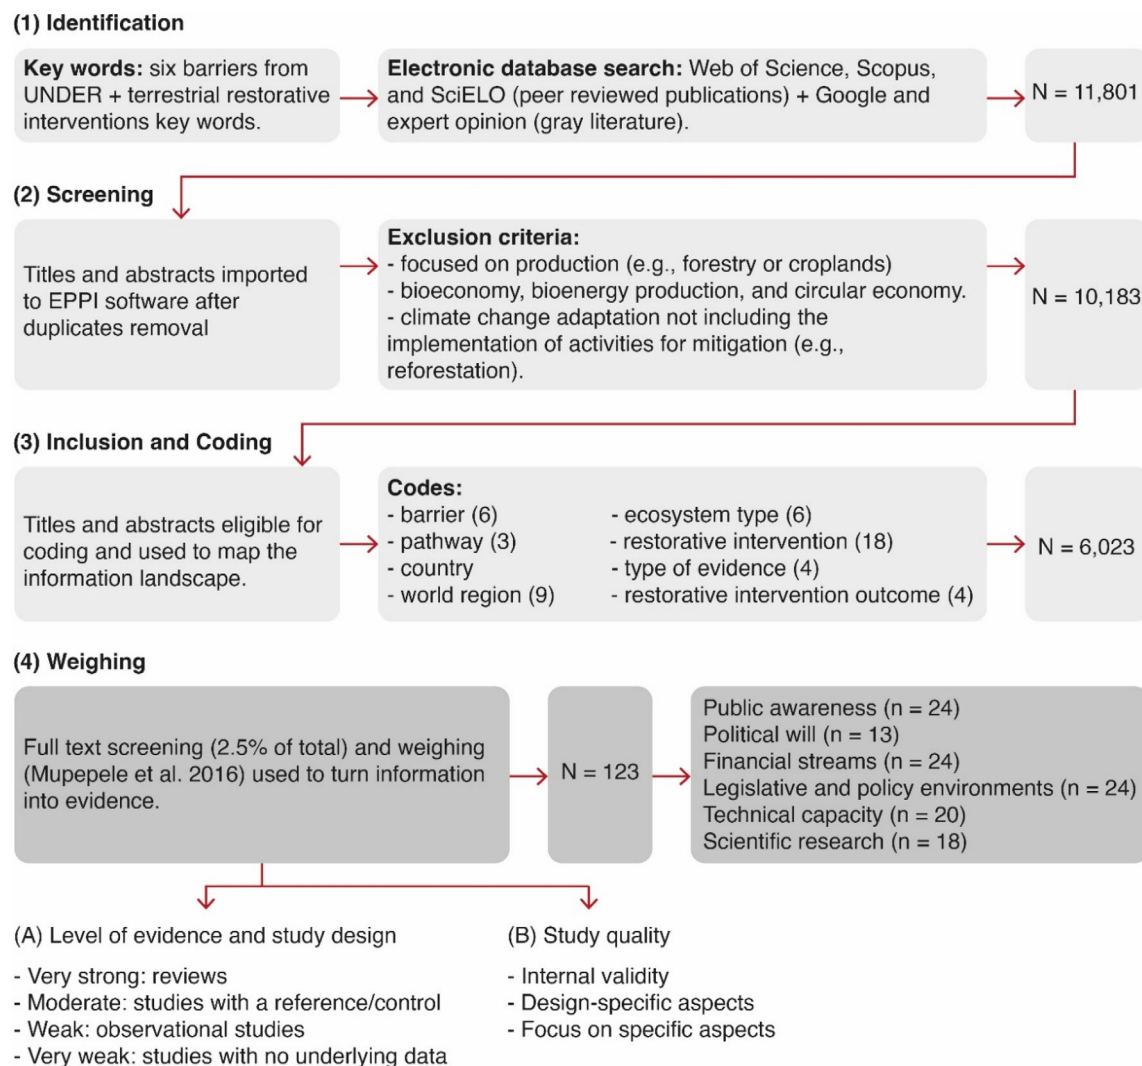 (1) Identification
Key words: six barriers from
UNDER + terrestrial restorative
interventions key words.
Electronic database search: Web of Science, Scopus,
and SciELO (peer reviewed publications) + Google and
expert opinion (gray literature).
N = 11,801
(2) Screening
Titles and abstracts imported
to EPPI software after
duplicates removal
Exclusion criteria:
- focused on production (e.g., forestry or croplands)
- bioeconomy, bioenergy production, and circular economy.
- climate change adaptation not including the
implementation of activities for mitigation (e.g.,
reforestation).
N = 10,183
(3) Inclusion and Coding
Titles and abstracts eligible for
coding and used to map the
information landscape.
Codes:
- barrier (6)
- pathway (3)
- country
- world region (9)
- ecosystem type (6)
- restorative intervention (18)
- type of evidence (4)
- restorative intervention outcome (4)
N = 6,023
(4) Weighing
Full text screening (2.5% of total) and weighing
(Mupepele et al. 2016) used to turn information
into evidence.
N = 123
Public awareness (n = 24)
Political will (n = 13)
Financial streams (n = 24)
Legislative and policy environments (n = 24)
Technical capacity (n = 20)
Scientific research (n = 18)
(A) Level of evidence and study design
- Very strong: reviews
- Moderate: studies with a reference/control
- Weak: observational studies
- Very weak: studies with no underlying data
(B) Study quality
- Internal validity
- Design-specific aspects
- Focus on specific aspects